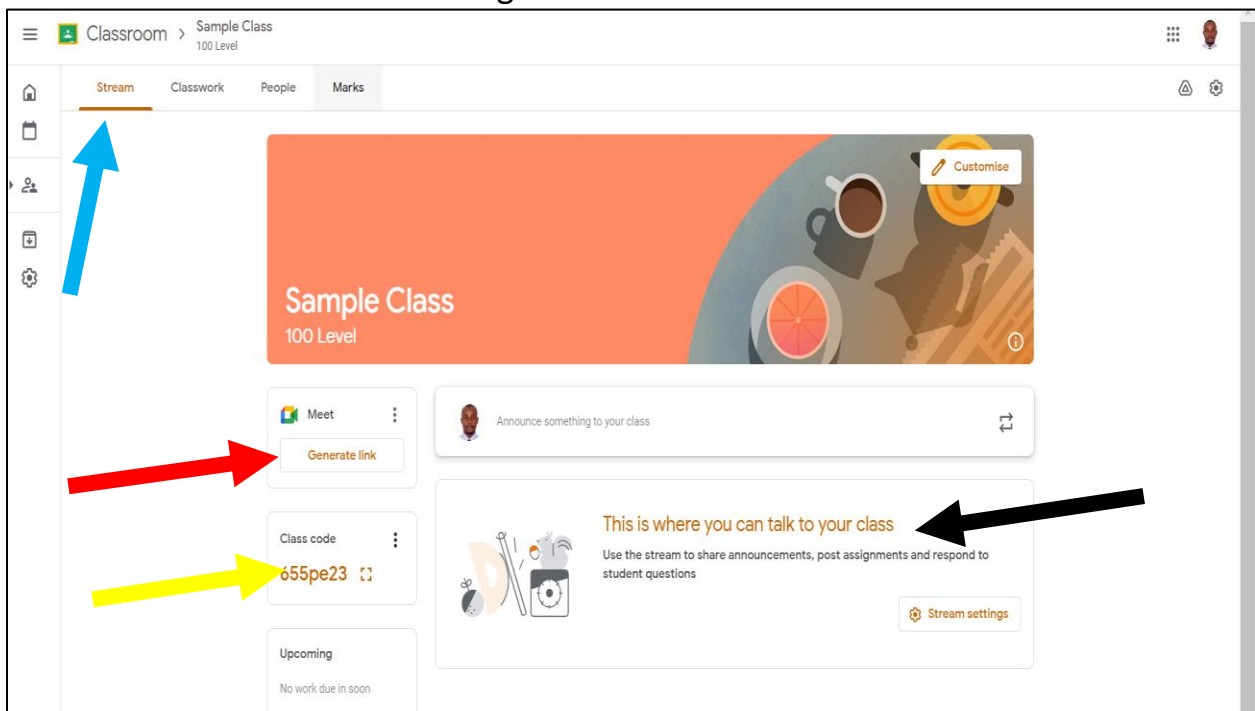 Classroom > Sample Class
100 Level
Stream Classwork People Marks
Customise
Sample Class
100 Level
Meet
Generate link
Announce something to your class
Class code
655pe23
This is where you can talk to your class
Use the stream to share announcements, post assignments and respond to
student questions
Stream settings
Upcoming
No work due in soon